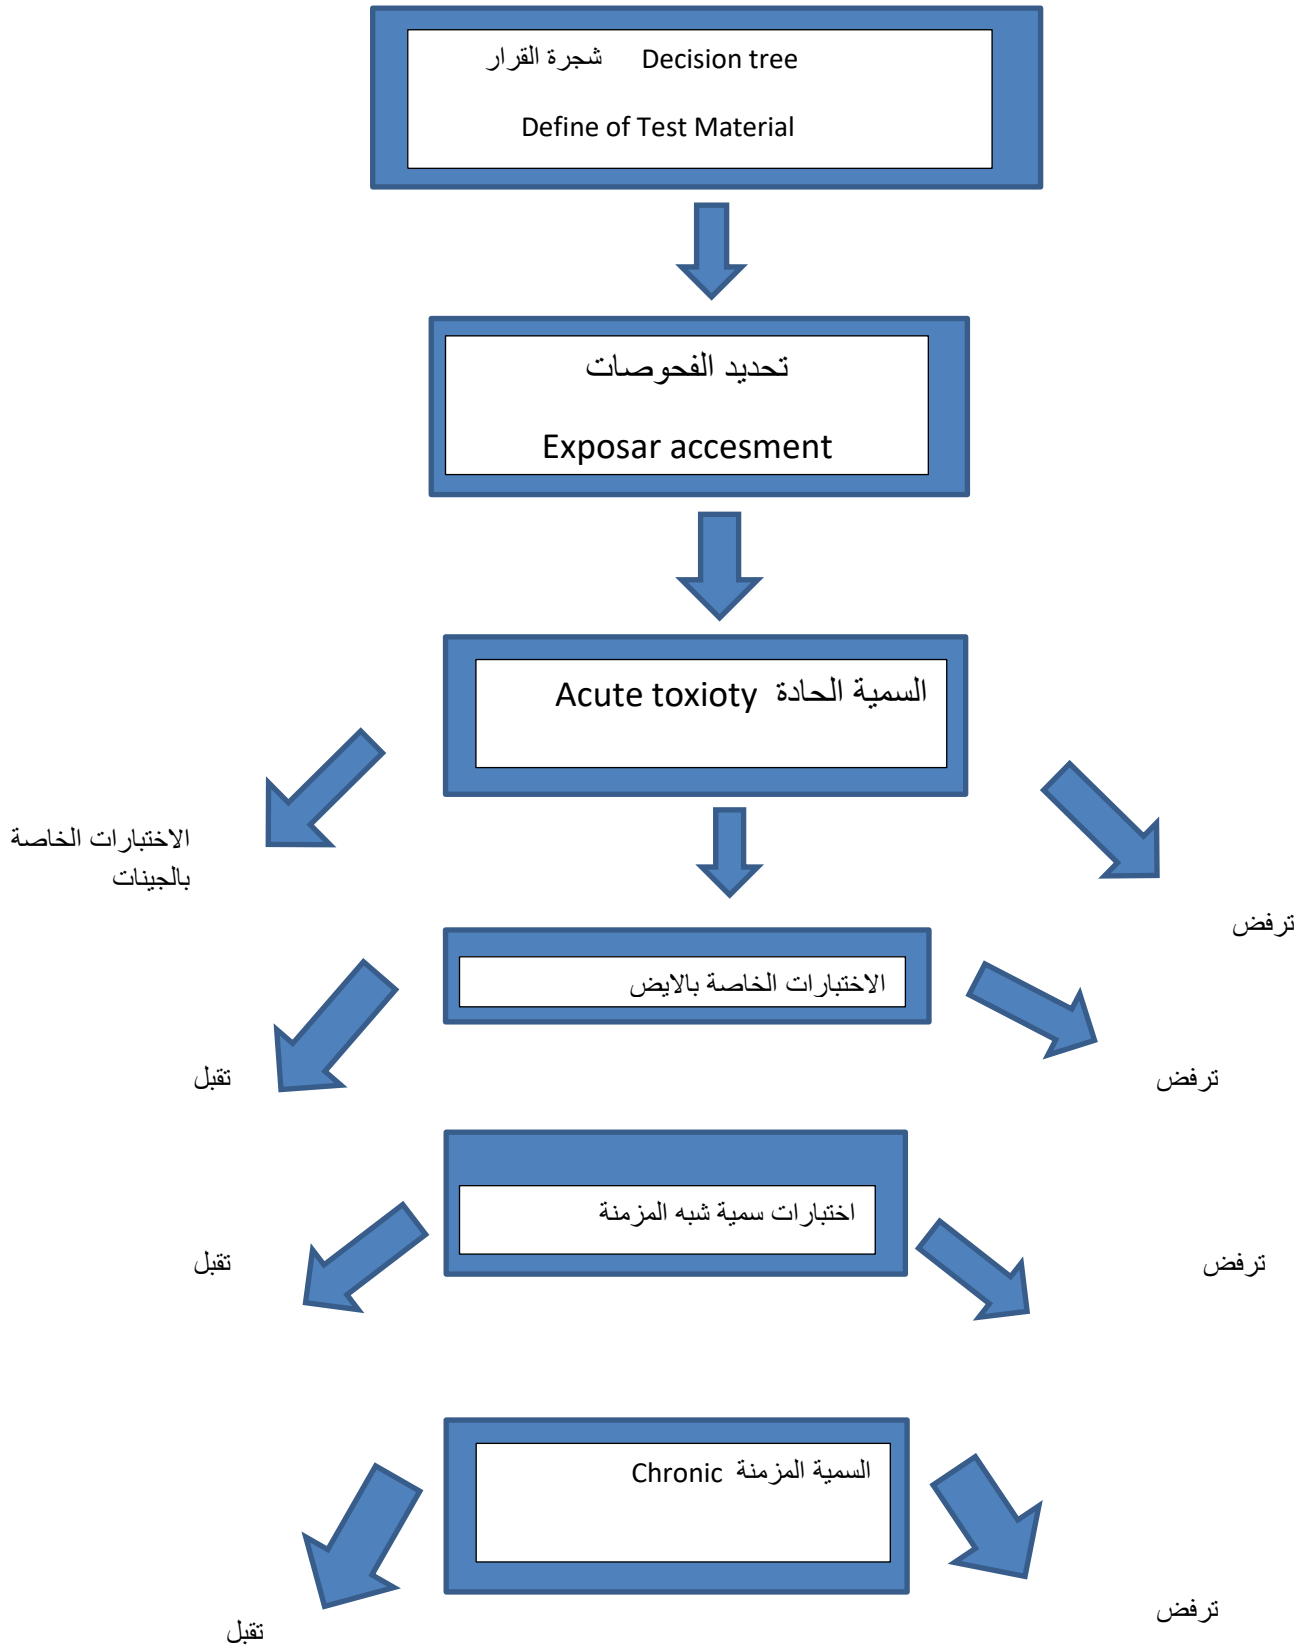 شجرة القرار Decision tree
Define of Test Material
تحديد الفحوصات
Exposar accesment
السمية الحادة Acute toxioty
الاختبارات الخاصة
بالجينات
ترفض
الاختبارات الخاصة بالايض
تقبل
ترفض
اختبارات سمية شبه المزمنة
تقبل
ترفض
السمية المزمنة Chronic
تقبل
ترفض